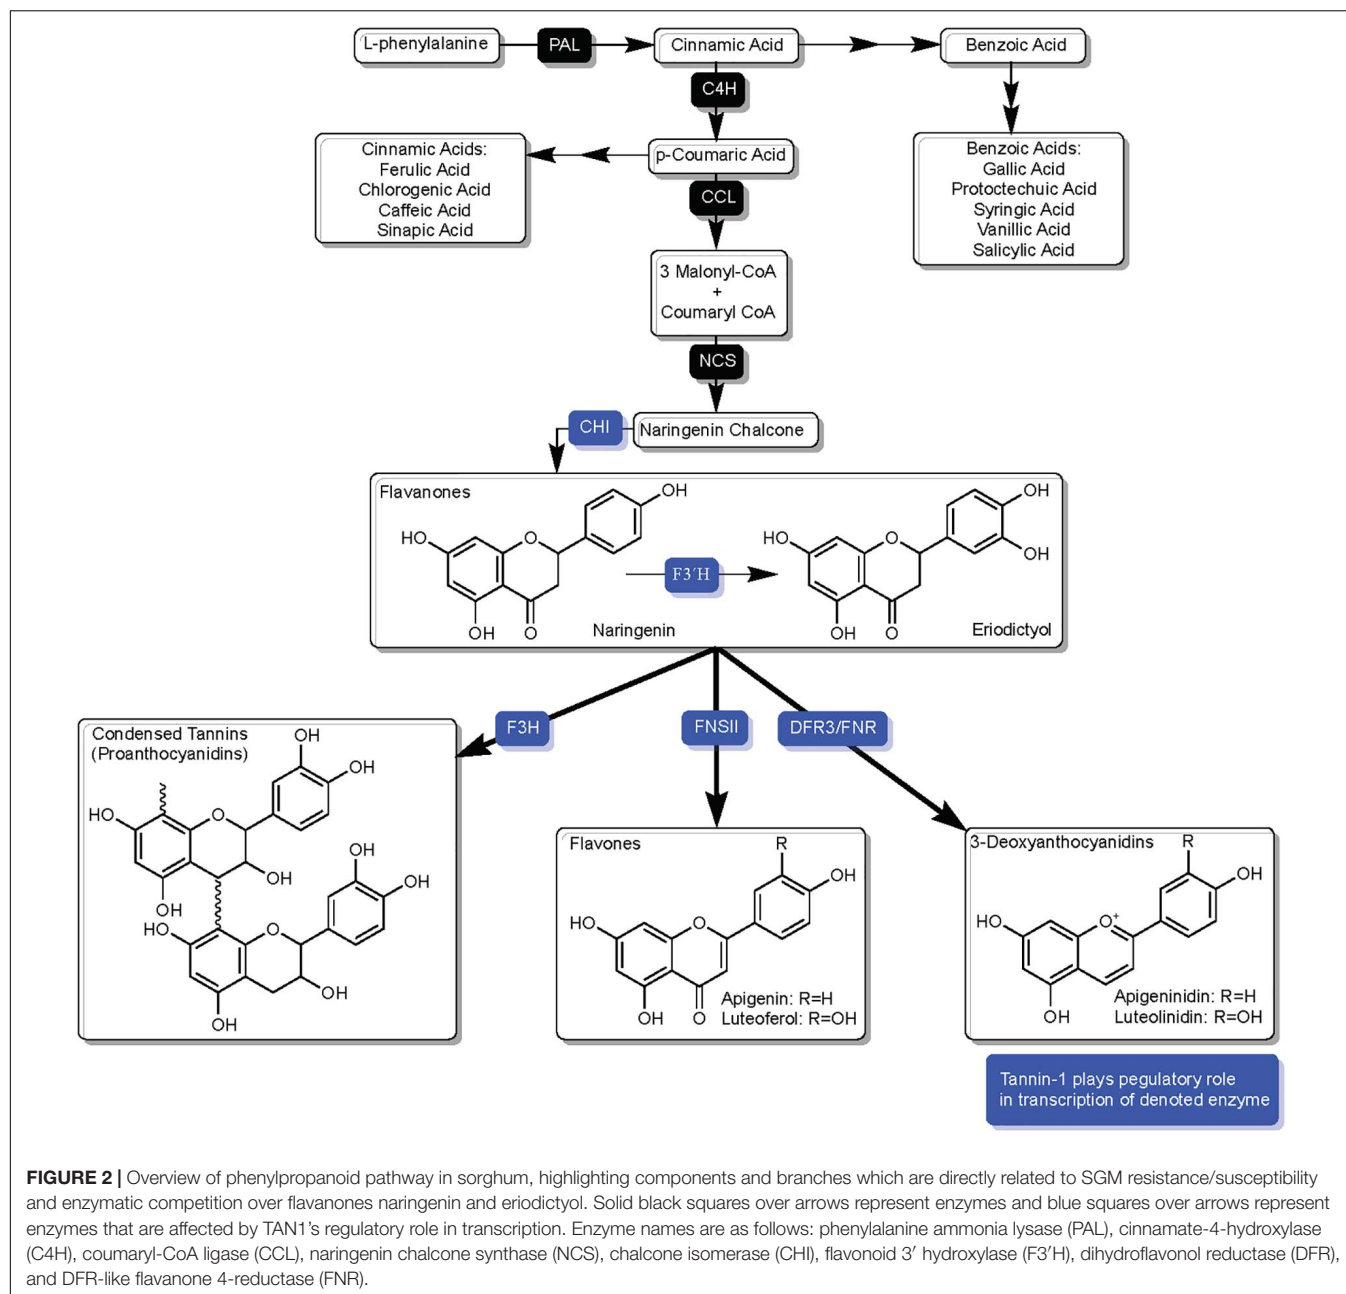 L-phenylalanine
PAL
Cinnamic Acid
Benzoic Acid
C4H
Cinnamic Acids:
Ferulic Acid
Chlorogenic Acid
Caffeic Acid
Sinapic Acid
p-Coumaric Acid
Benzoic Acids:
Gallic Acid
Protoctechuic Acid
Syringic Acid
Vanillic Acid
Salicylic Acid
CCL
3 Malonyl-CoA
+
Coumaryl CoA
NCS
CHI
Naringenin Chalcone
Flavanones
OH
HO
O
OH
O
Naringenin
F3´H
OH
OH
HO
O
OH
O
Eriodictyol
F3H
FNSII
DFR3/FNR
Condensed Tannins
(Proanthocyanidins)
OH
OH
HO
O
OH
OH
OH
OH
HO
O
OH
OH
Flavones
R
OH
HO
O
OH
O
Apigenin: R=H
Luteoferol: R=OH
3-Deoxyanthocyanidins
R
OH
HO
O+
OH
Apigeninidin: R=H
Luteolinidin: R=OH
Tannin-1 plays pegulatory role
in transcription of denoted enzyme
FIGURE 2 | Overview of phenylpropanoid pathway in sorghum, highlighting components and branches which are directly related to SGM resistance/susceptibility
and enzymatic competition over flavanones naringenin and eriodictyol. Solid black squares over arrows represent enzymes and blue squares over arrows represent
enzymes that are affected by TAN1's regulatory role in transcription. Enzyme names are as follows: phenylalanine ammonia lysase (PAL), cinnamate-4-hydroxylase
(C4H), coumaryl-CoA ligase (CCL), naringenin chalcone synthase (NCS), chalcone isomerase (CHI), flavonoid 3′ hydroxylase (F3′H), dihydroflavonol reductase (DFR),
and DFR-like flavanone 4-reductase (FNR).